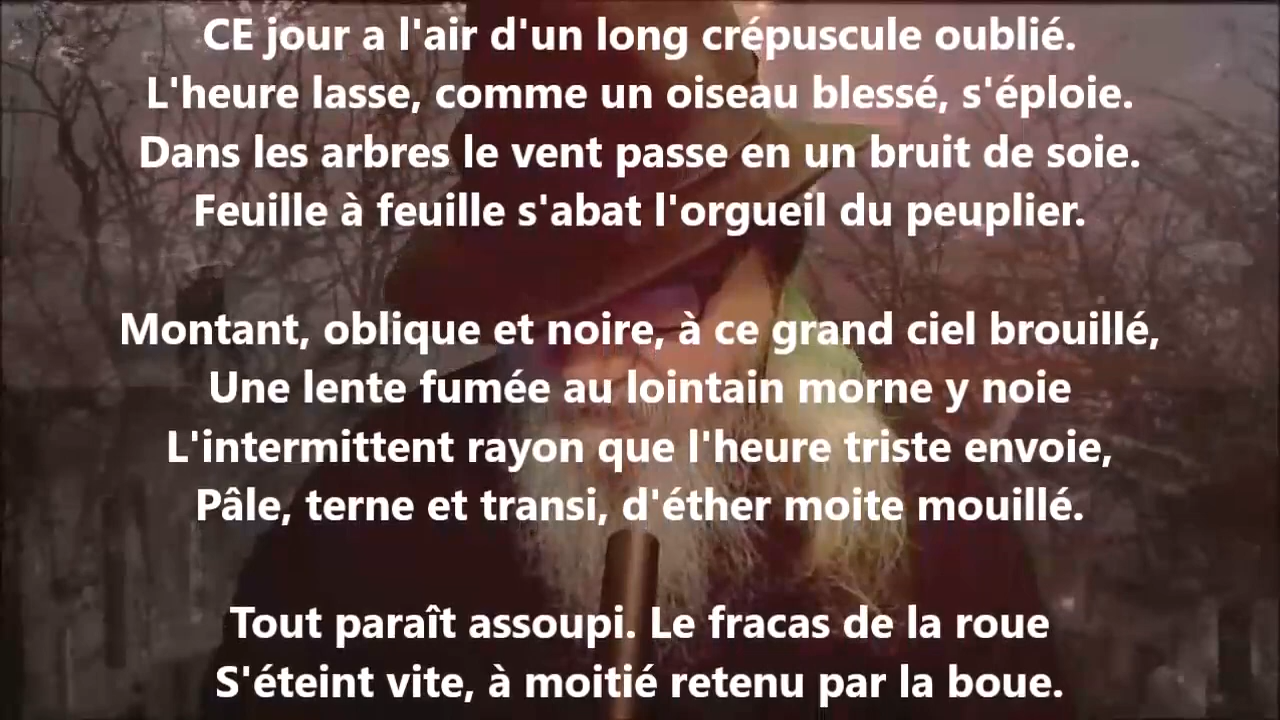 CE jour a l'air d'un long crépuscule oublié.
L'heure lasse, comme un oiseau blessé, s'éploie.
Dans les arbres le vent passe en un bruit de soie.
Feuille à feuille s'abat l'orgueil du peuplier.
Montant, oblique et noire, à ce grand ciel brouillé,
Une lente fumée au lointain morne y noie
L'intermittent rayon que l'heure triste envoie,
Pâle, terne et transi, d'éther moite mouillé.
Tout paraît assoupi. Le fracas de la roue
S'éteint vite, à moitié retenu par la boue.